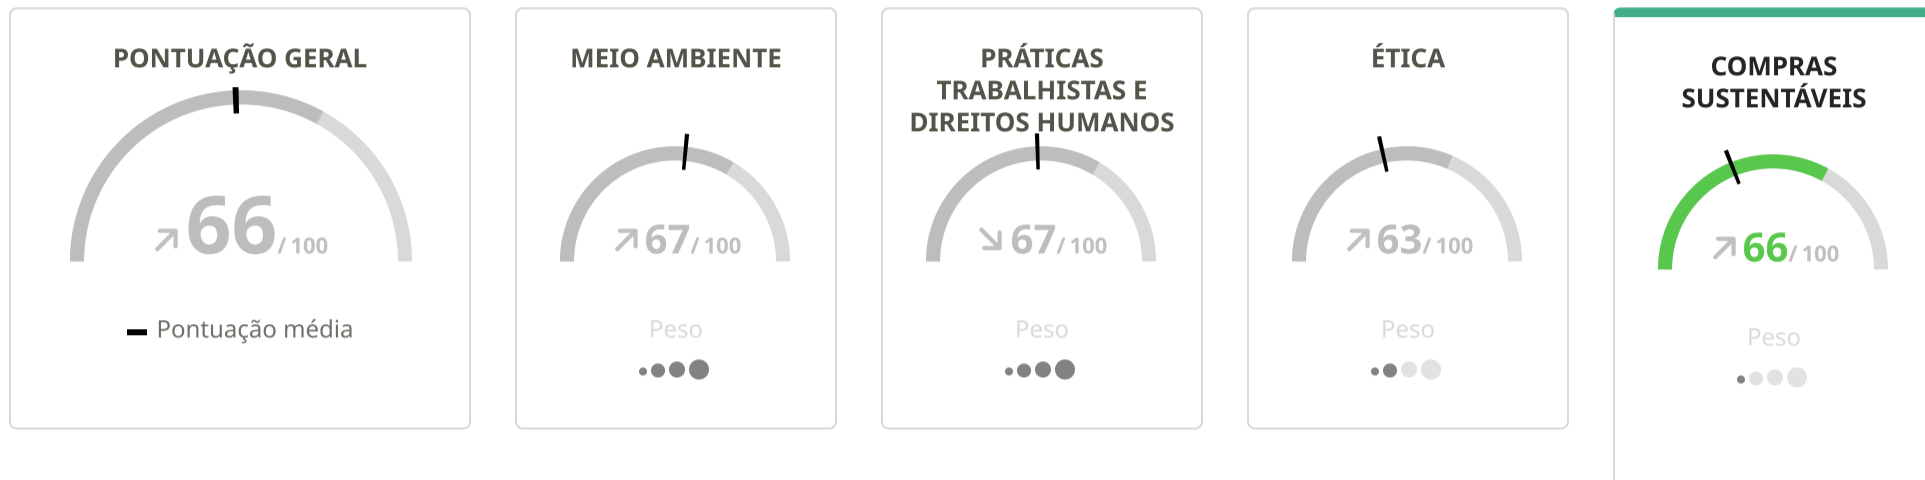 PONTUAÇÃO GERAL
66/ 100
Pontuação média
MEIO AMBIENTE
67/ 100
Peso
PRÁTICAS
TRABALHISTAS E
DIREITOS HUMANOS
67/ 100
Peso
ÉTICA
63/ 100
Peso
COMPRAS
SUSTENTÁVEIS
66/ 100
Peso